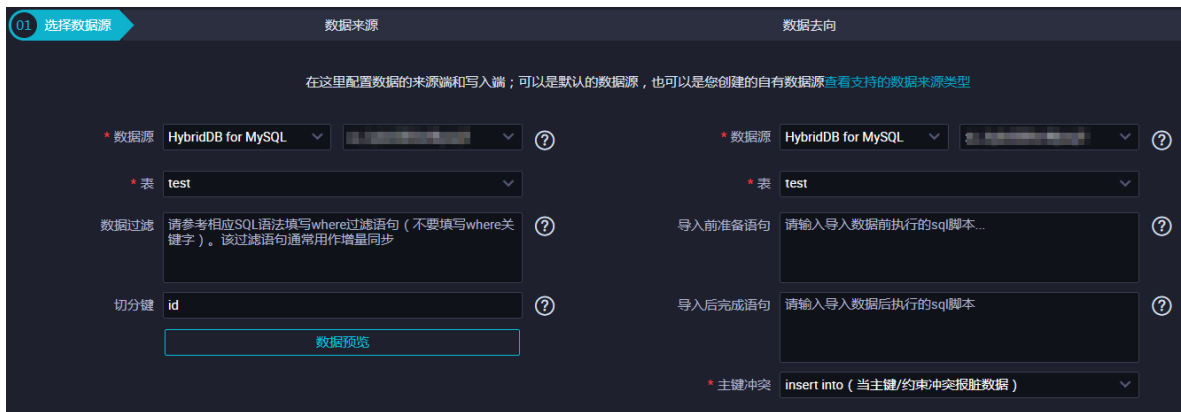 01 选择数据源
数据来源
数据去向
在这里配置数据的来源端和写入端；可以是默认的数据源，也可以是您创建的自有数据源查看支持的数据来源类型
* 数据源 HybridDB for MySQL ?
* 表 test
数据过滤 请参考相应SQL语法填写where过滤语句（不要填写where关
键字）。该过滤语句通常用作增量同步 ?
切分键 id ?
数据预览
* 数据源 HybridDB for MySQL ?
* 表 test
导入前准备语句 请输入导入数据前执行的sql脚本... ?
导入后完成语句 请输入导入数据后执行的sql脚本 ?
* 主键冲突 insert into（当主键/约束冲突报脏数据）